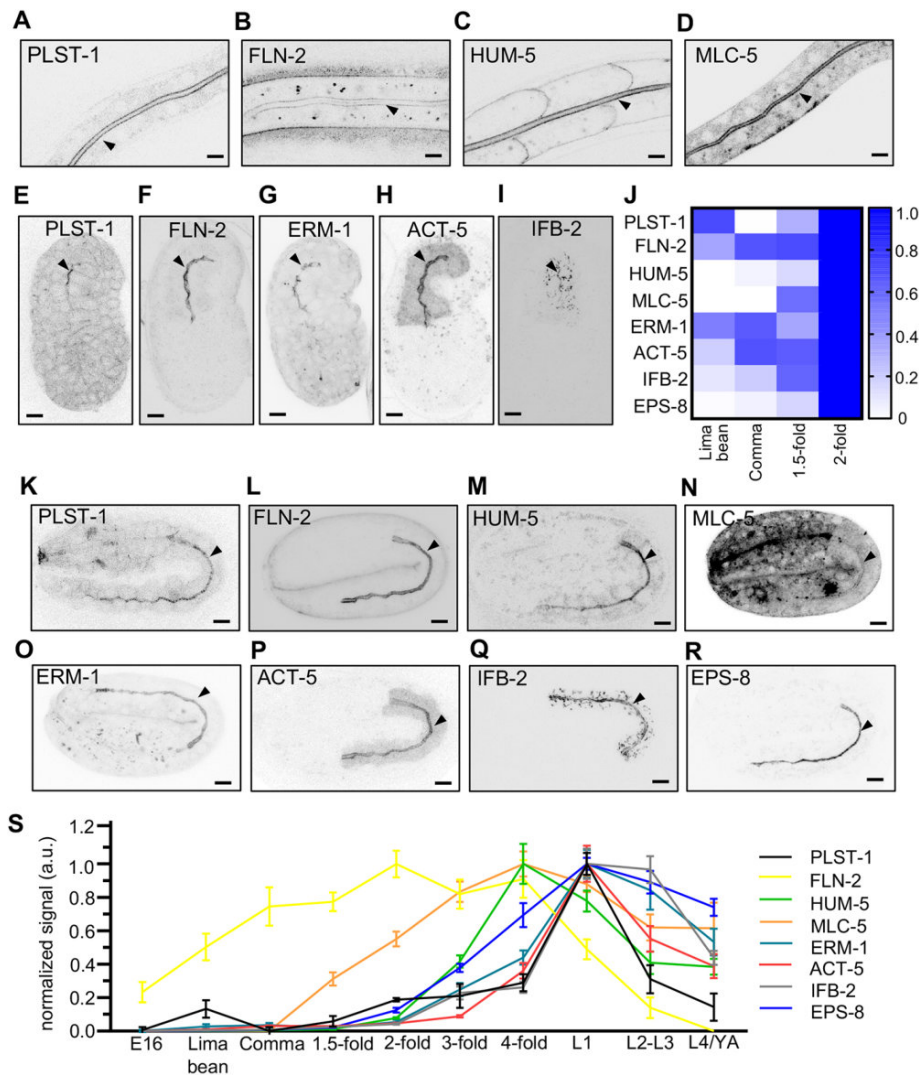 A
PLST-1
B
FLN-2
C
HUM-5
D
MLC-5
E
PLST-1
F
FLN-2
G
ERM-1
H
ACT-5
I
IFB-2
J
PLST-1
FLN-2
HUM-5
MLC-5
ERM-1
ACT-5
IFB-2
EPS-8
1.0
0.8
0.6
0.4
0.2
0
Lima bean
Comma
1.5-fold
2-fold
K
PLST-1
L
FLN-2
M
HUM-5
N
MLC-5
O
ERM-1
P
ACT-5
Q
IFB-2
R
EPS-8
S
normalized signal (a.u.)
1.2
1.0
0.8
0.6
0.4
0.2
0.0
E16
Lima bean
Comma
1.5-fold
2-fold
3-fold
4-fold
L1
L2-L3
L4/YA
PLST-1
FLN-2
HUM-5
MLC-5
ERM-1
ACT-5
IFB-2
EPS-8